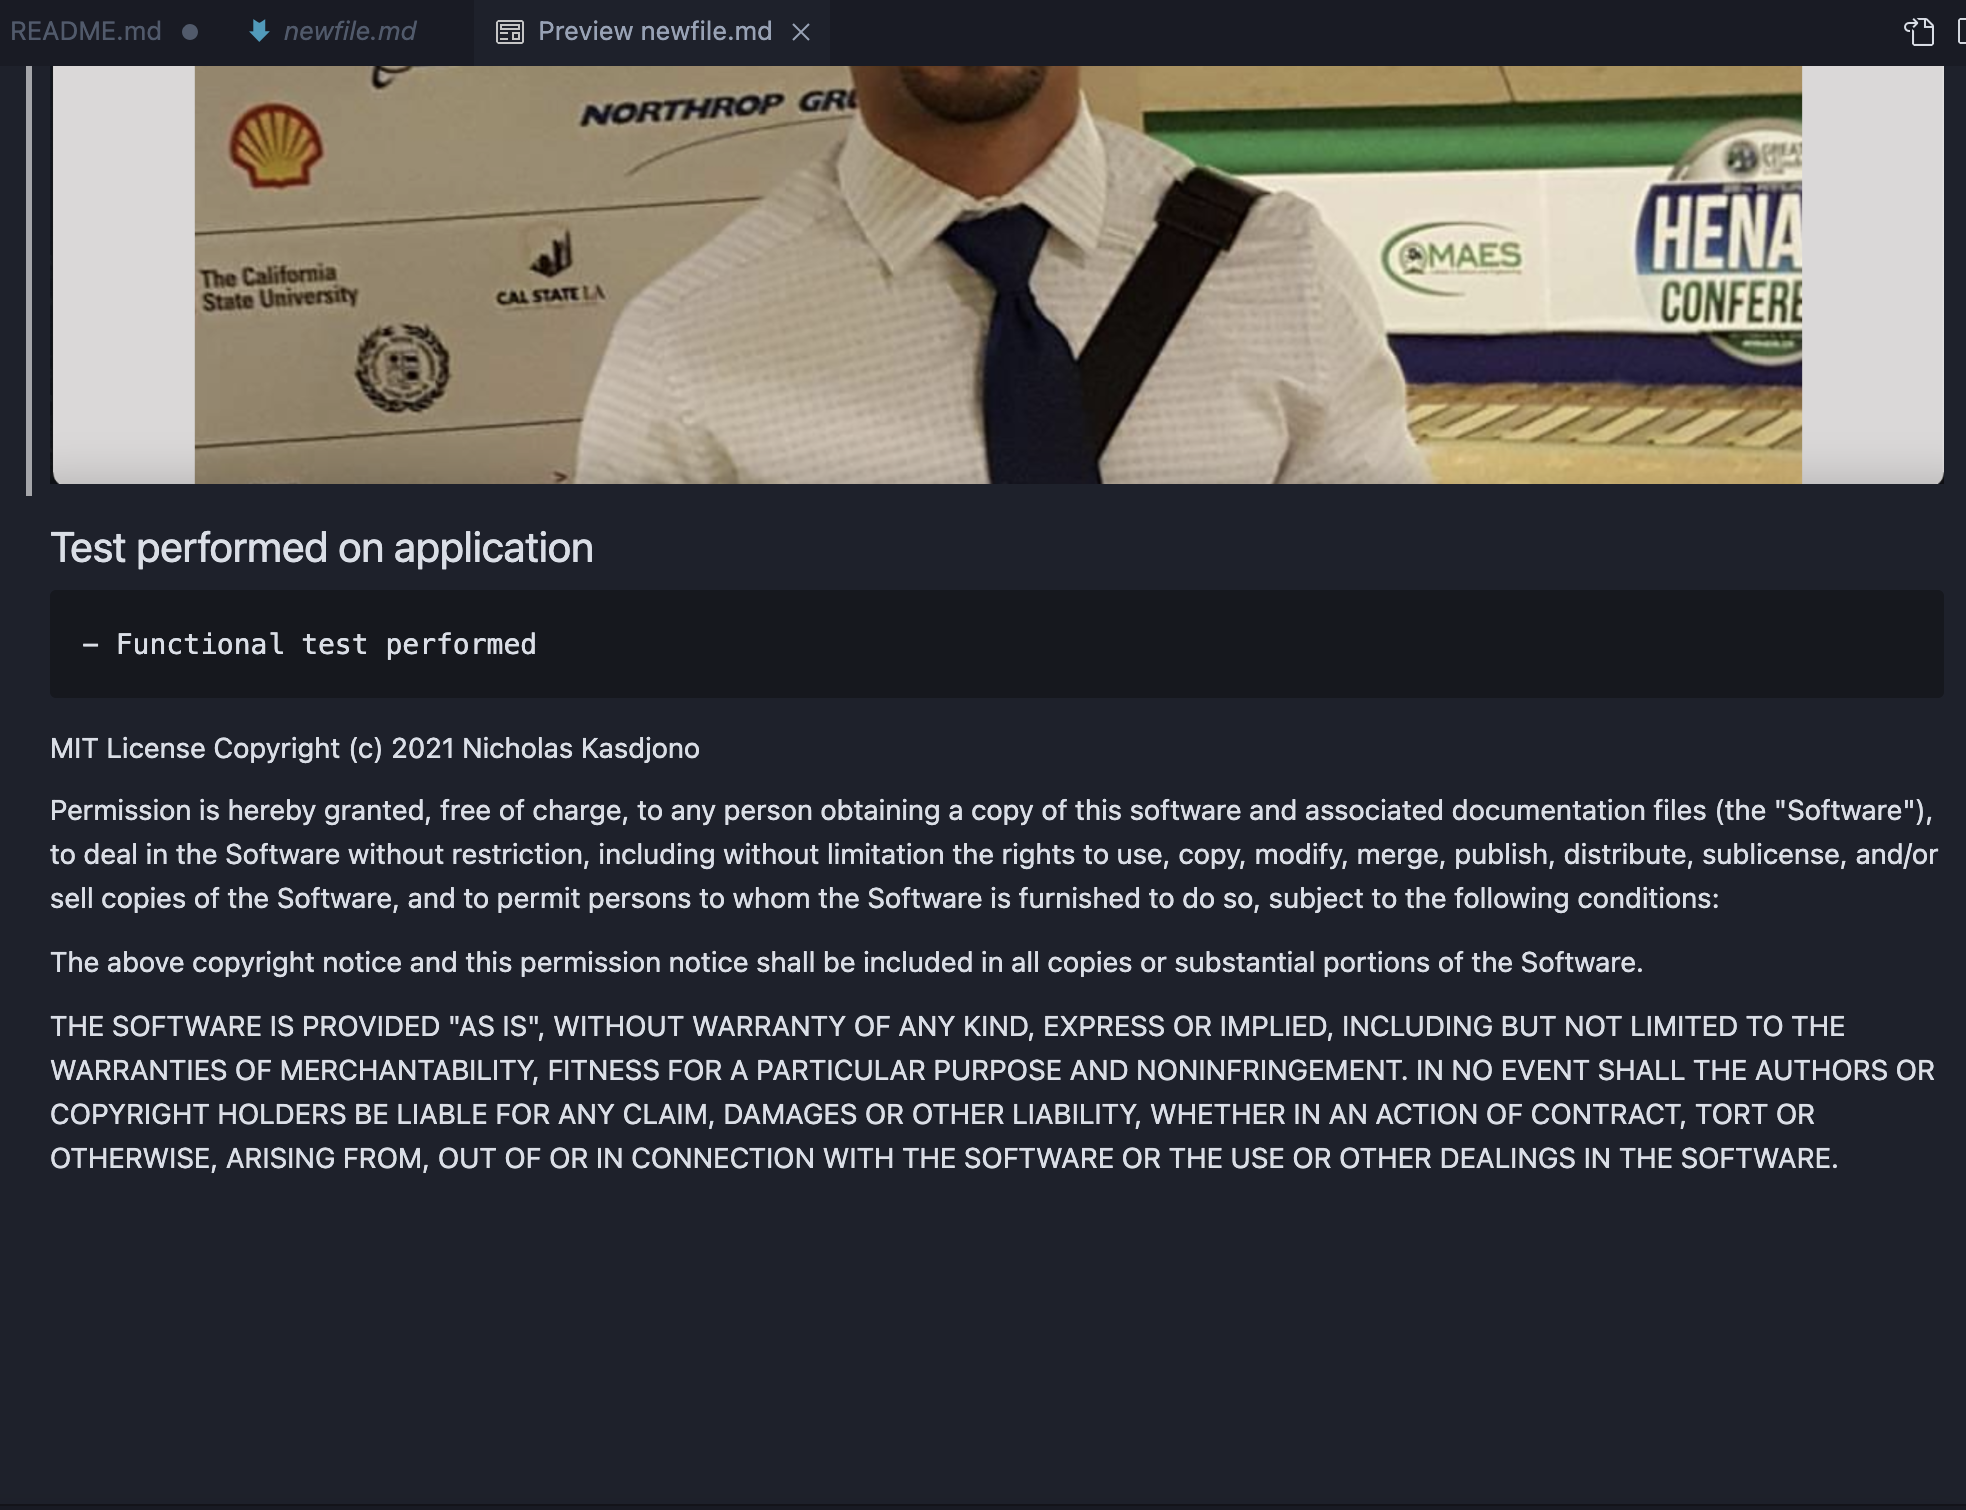 README.md
newfile.md
Preview newfile.md
NORTHROP
The California
State University
CAL STATE LA
MAES
GREAT
HENA
CONFERE
Test performed on application
– Functional test performed
MIT License Copyright (c) 2021 Nicholas Kasdjono
Permission is hereby granted, free of charge, to any person obtaining a copy of this software and associated documentation files (the "Software"),
to deal in the Software without restriction, including without limitation the rights to use, copy, modify, merge, publish, distribute, sublicense, and/or
sell copies of the Software, and to permit persons to whom the Software is furnished to do so, subject to the following conditions:
The above copyright notice and this permission notice shall be included in all copies or substantial portions of the Software.
THE SOFTWARE IS PROVIDED "AS IS", WITHOUT WARRANTY OF ANY KIND, EXPRESS OR IMPLIED, INCLUDING BUT NOT LIMITED TO THE
WARRANTIES OF MERCHANTABILITY, FITNESS FOR A PARTICULAR PURPOSE AND NONINFRINGEMENT. IN NO EVENT SHALL THE AUTHORS OR
COPYRIGHT HOLDERS BE LIABLE FOR ANY CLAIM, DAMAGES OR OTHER LIABILITY, WHETHER IN AN ACTION OF CONTRACT, TORT OR
OTHERWISE, ARISING FROM, OUT OF OR IN CONNECTION WITH THE SOFTWARE OR THE USE OR OTHER DEALINGS IN THE SOFTWARE.